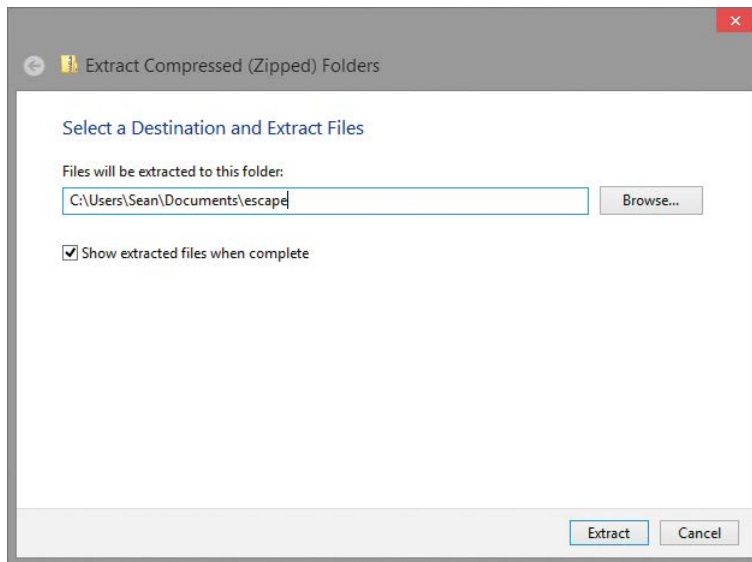 Extract Compressed (Zipped) Folders
Select a Destination and Extract Files
Files will be extracted to this folder:
C:\Users\Sean\Documents\escape
Browse...
Show extracted files when complete
Extract
Cancel